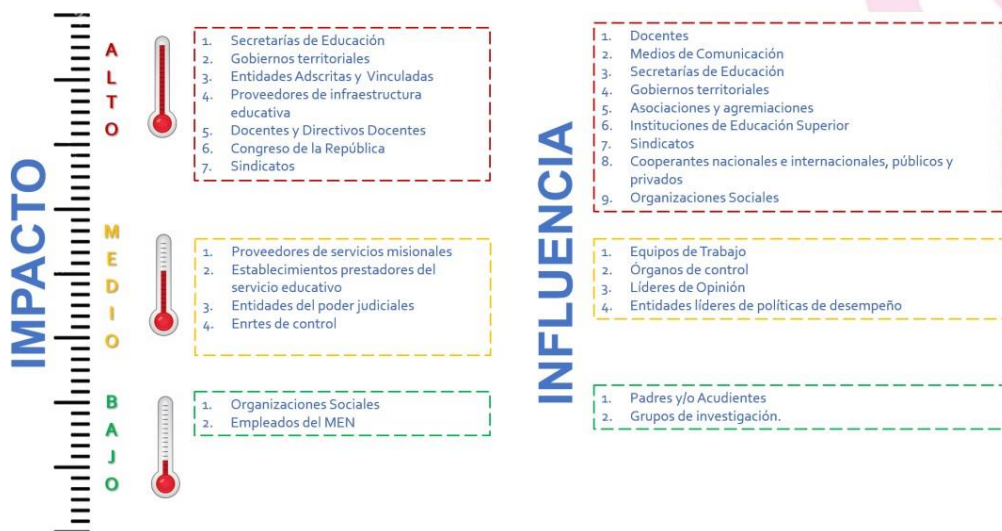 IMPACTO
ALTO
1. Secretarías de Educación
2. Gobiernos territoriales
3. Entidades Adscritas y Vinculadas
4. Proveedores de infraestructura
educativa
5. Docentes y Directivos Docentes
6. Congreso de la República
7. Sindicatos
MEDIO
1. Proveedores de servicios misionales
2. Establecimientos prestadores del
servicio educativo
3. Entidades del poder judiciales
4. Enrtes de control
BAJO
1. Organizaciones Sociales
2. Empleados del MEN
INFLUENCIA
1. Docentes
2. Medios de Comunicación
3. Secretarías de Educación
4. Gobiernos territoriales
5. Asociaciones y agremiaciones
6. Instituciones de Educación Superior
7. Sindicatos
8. Cooperantes nacionales e internacionales, públicos y
privados
9. Organizaciones Sociales
1. Equipos de Trabajo
2. Órganos de control
3. Líderes de Opinión
4. Entidades líderes de políticas de desempeño
1. Padres y/o Acudientes
2. Grupos de investigación.